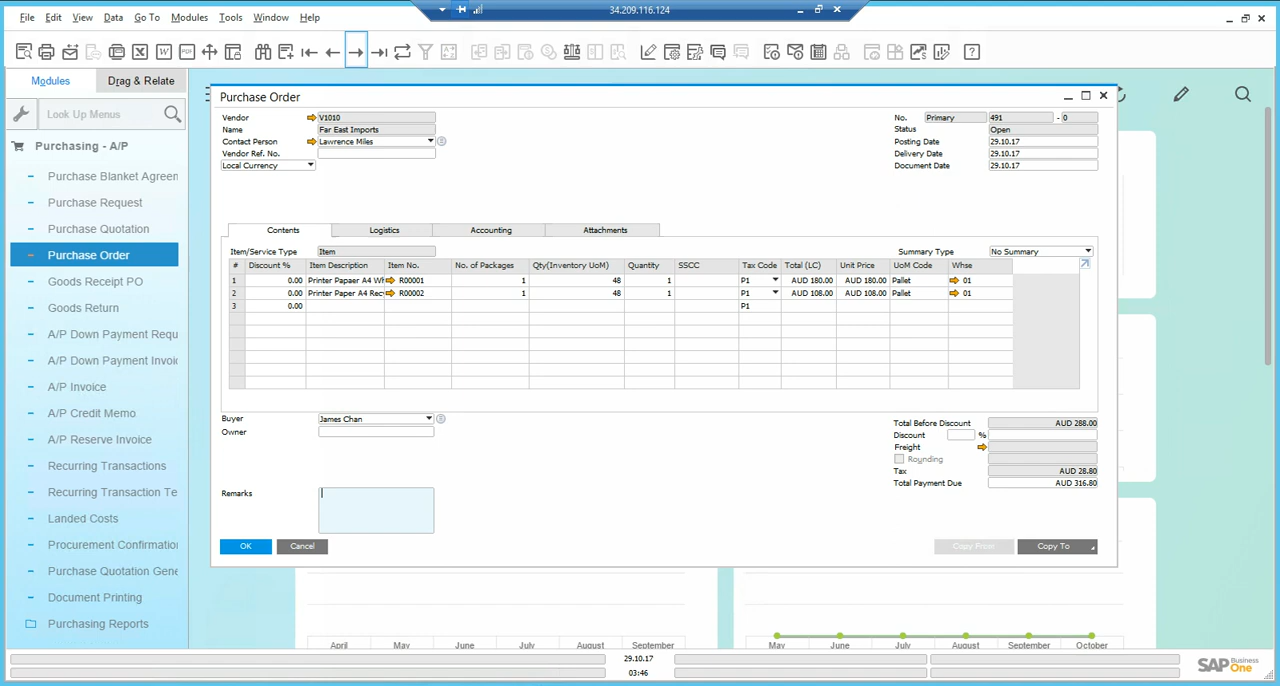 34.209.116.124
File Edit View Data Go To Modules Tools Window Help
Modules Drag & Relate
Look Up Menus
Purchasing - A/P
Purchase Blanket Agreen
Purchase Request
Purchase Quotation
Purchase Order
Goods Receipt PO
Goods Return
A/P Down Payment Requ
A/P Down Payment Invoic
A/P Invoice
A/P Credit Memo
A/P Reserve Invoice
Recurring Transactions
Recurring Transaction Te
Landed Costs
Procurement Confirmation
Purchase Quotation Gene
Document Printing
Purchasing Reports
Purchase Order
Vendor V1010
Name Far East Imports
Contact Person Lawrence Miles
Vendor Ref. No.
Local Currency
No. Primary 491 - 0
Status Open
Posting Date 29.10.17
Delivery Date 29.10.17
Document Date 29.10.17
Contents Logistics Accounting Attachments
Item/Service Type Item Summary Type No Summary
# Discount % Item Description Item No. No. of Packages Qty(Inventory UoM) Quantity SSCC Tax Code Total (LC) Unit Price UoM Code Whse
1 0.00 Printer Papaer A4 Wh R00001 1 48 1 P1 AUD 180.00 AUD 180.00 Pallet 01
2 0.00 Printer Paper A4 Rec R00002 1 48 1 P1 AUD 108.00 AUD 108.00 Pallet 01
3 0.00 P1
Buyer James Chan
Owner
Remarks
Total Before Discount AUD 288.00
Discount %
Freight
Rounding
Tax AUD 28.80
Total Payment Due AUD 316.80
OK Cancel Copy From Copy To
April May June July August September
May June July August September October
29.10.17
03:46
SAP Business One